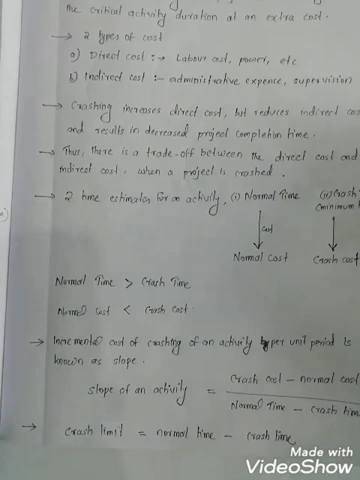 the critical activity duration at an extra cost.
→ 2 types of cost
a) Direct cost :→ Labour cost, power, etc
b) Indirect cost :- administrative expense, supervision
→ Crashing increases direct cost, but reduces indirect cos
and results in decreased project completion time.
→ Thus, there is a trade-off between the direct cost and
indirect cost, when a project is crashed.
→ 2 time estimates for an activity, (i) Normal Time (ii) Crash
(minimum
cost
Normal Cost Crash cost
Normal Time > Crash Time
Normal cost < Crash cost
→ Incremental cost of crashing of an activity per unit period is
known as slope.
Slope of an activity = Crash cost - normal cost
Normal Time - crash tim
→ Crash limit = normal time - crash time
Made with
VideoShow